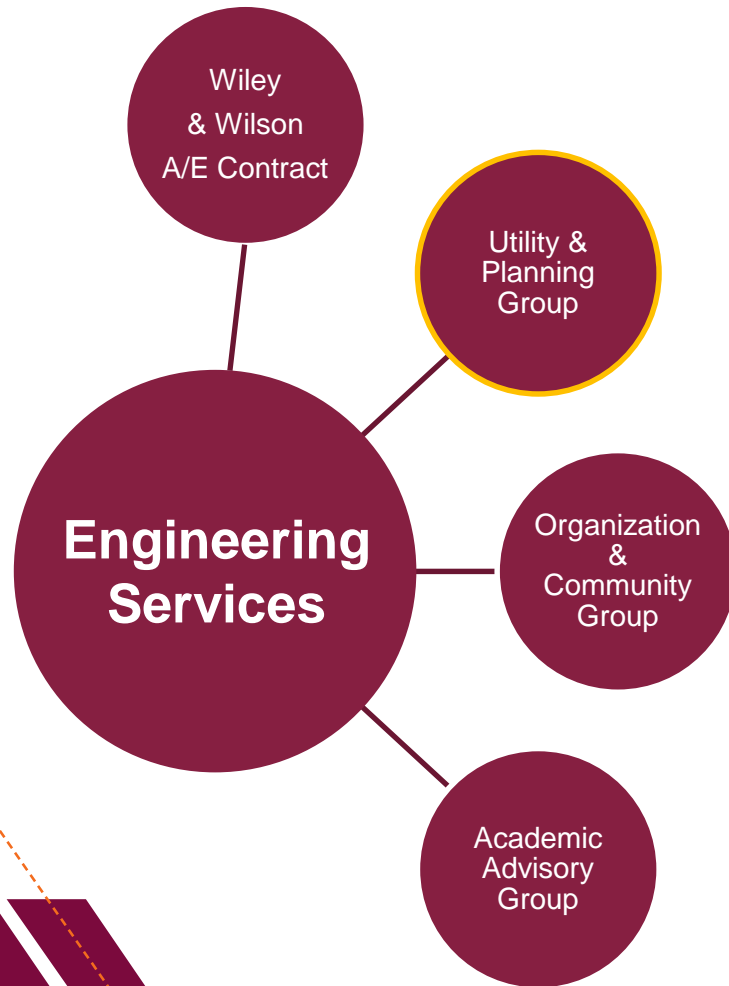 Wiley
& Wilson
A/E Contract
Utility &
Planning
Group
Engineering
Services
Organization
&
Community
Group
Academic
Advisory
Group